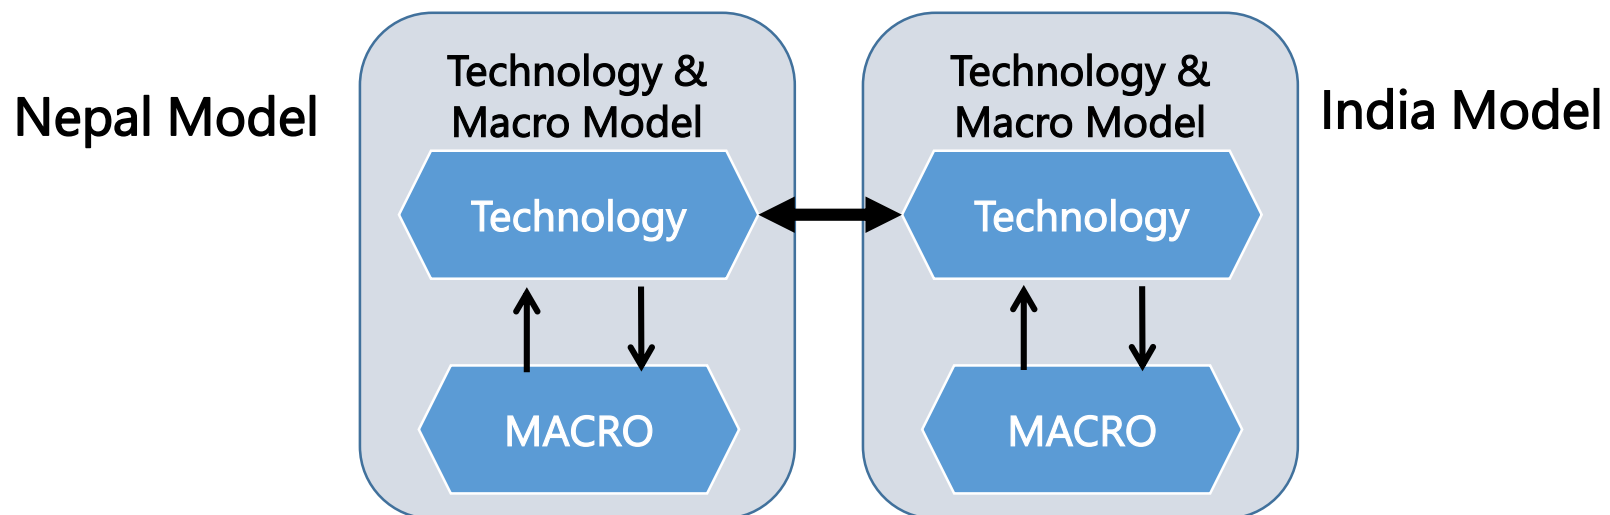 Nepal Model
Technology &
Macro Model
Technology
MACRO
Technology &
Macro Model
Technology
MACRO
India Model